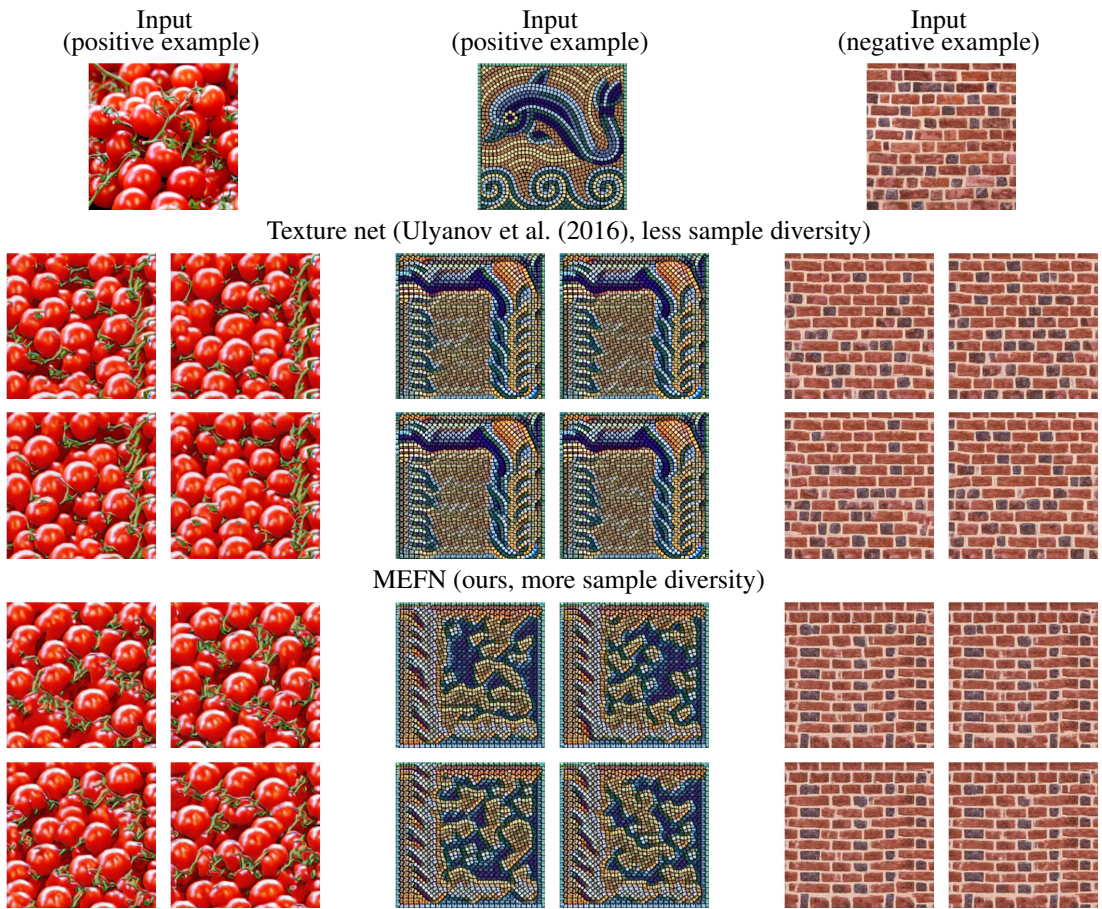 Input
(positive example)
Input
(positive example)
Input
(negative example)
Texture net (Ulyanov et al. (2016), less sample diversity)
MEFN (ours, more sample diversity)